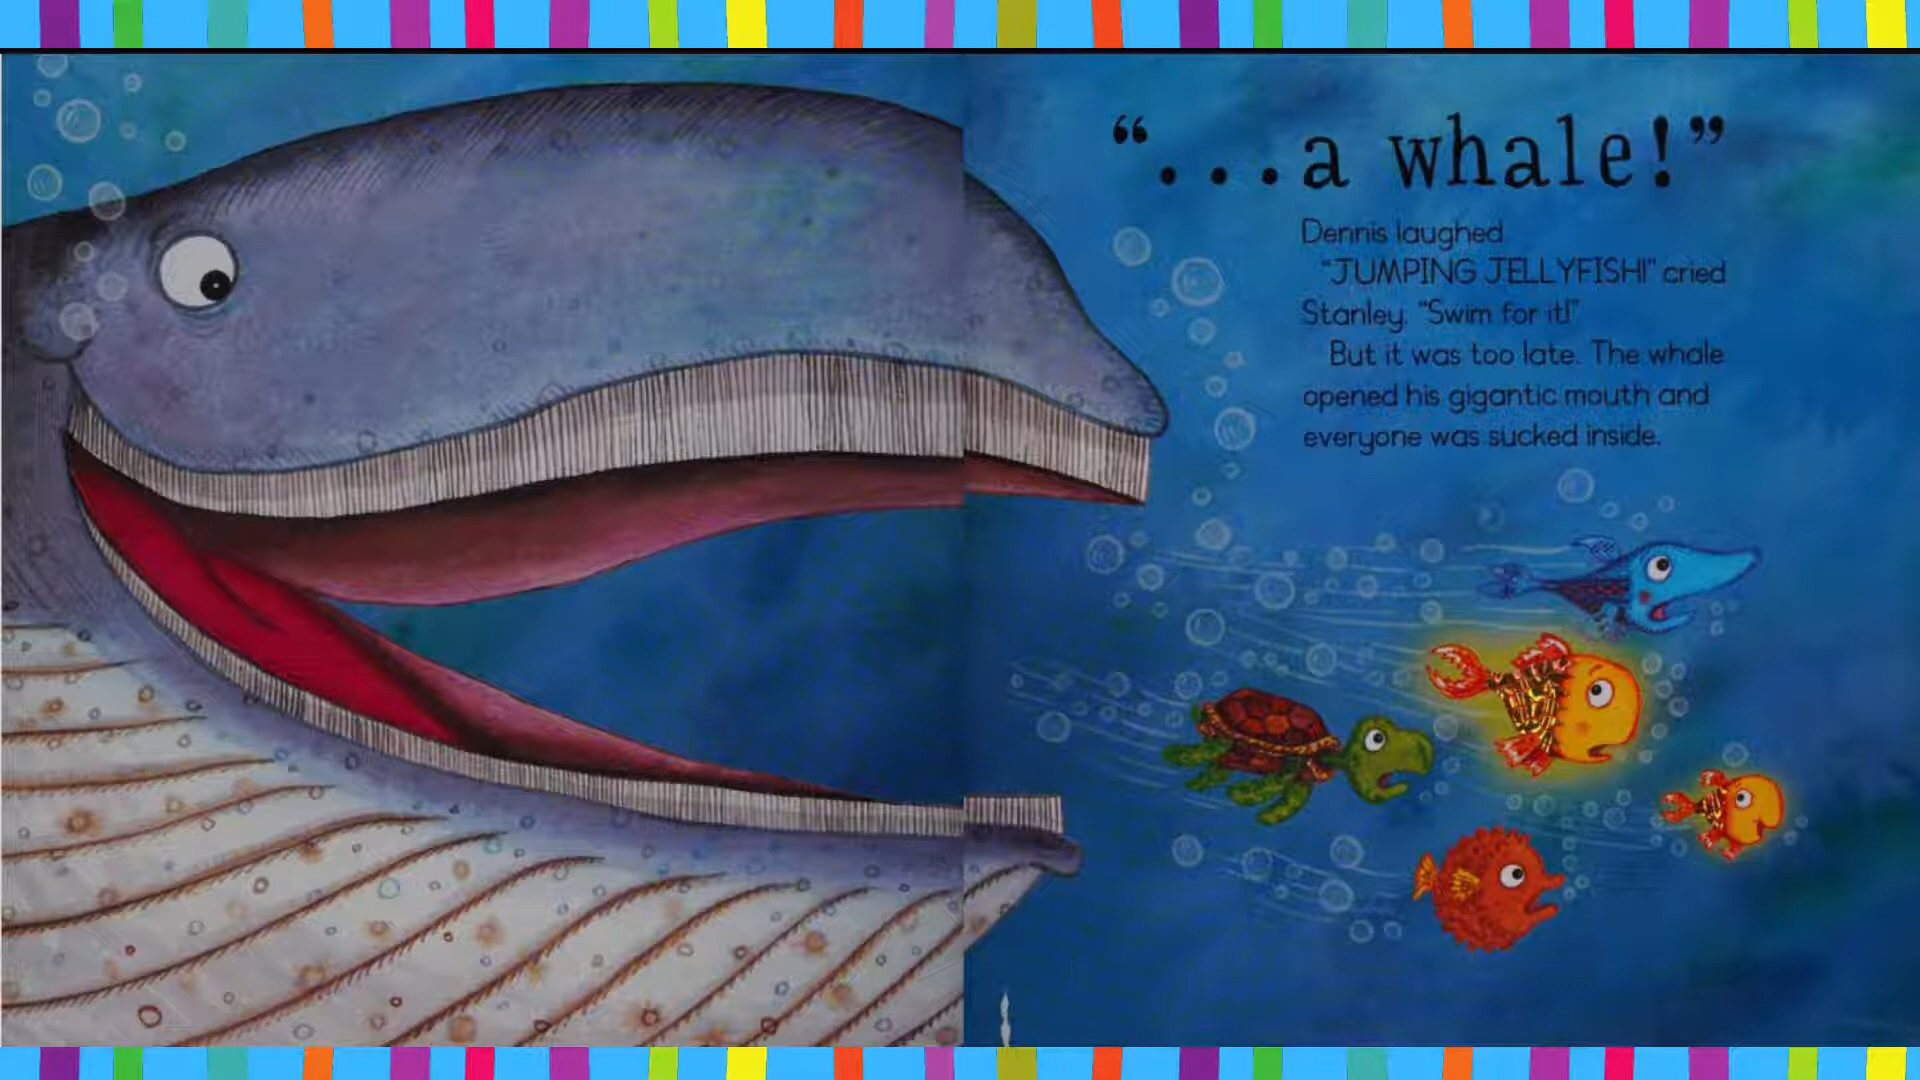 “...a whale!”
Dennis laughed.
“JUMPING JELLYFISH!” cried
Stanley. “Swim for it!”
But it was too late. The whale
opened his gigantic mouth and
everyone was sucked inside.